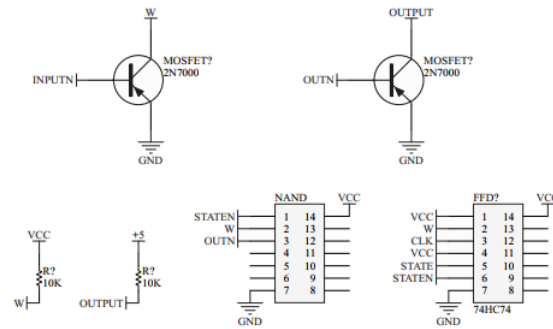 W
MOSFET?
2N7000
INPUTN
GND
OUTPUT
MOSFET?
2N7000
OUTN
GND
VCC
R?
10K
W
+5
R?
10K
OUTPUT
NAND
VCC
STATEN 1 14
W 2 13
OUTN 3 12
4 11
5 10
6 9
7 8
GND
FFD?
VCC
VCC 1 14
W 2 13
CLK 3 12
VCC 4 11
STATE 5 10
STATEN 6 9
7 8
74HC74
GND